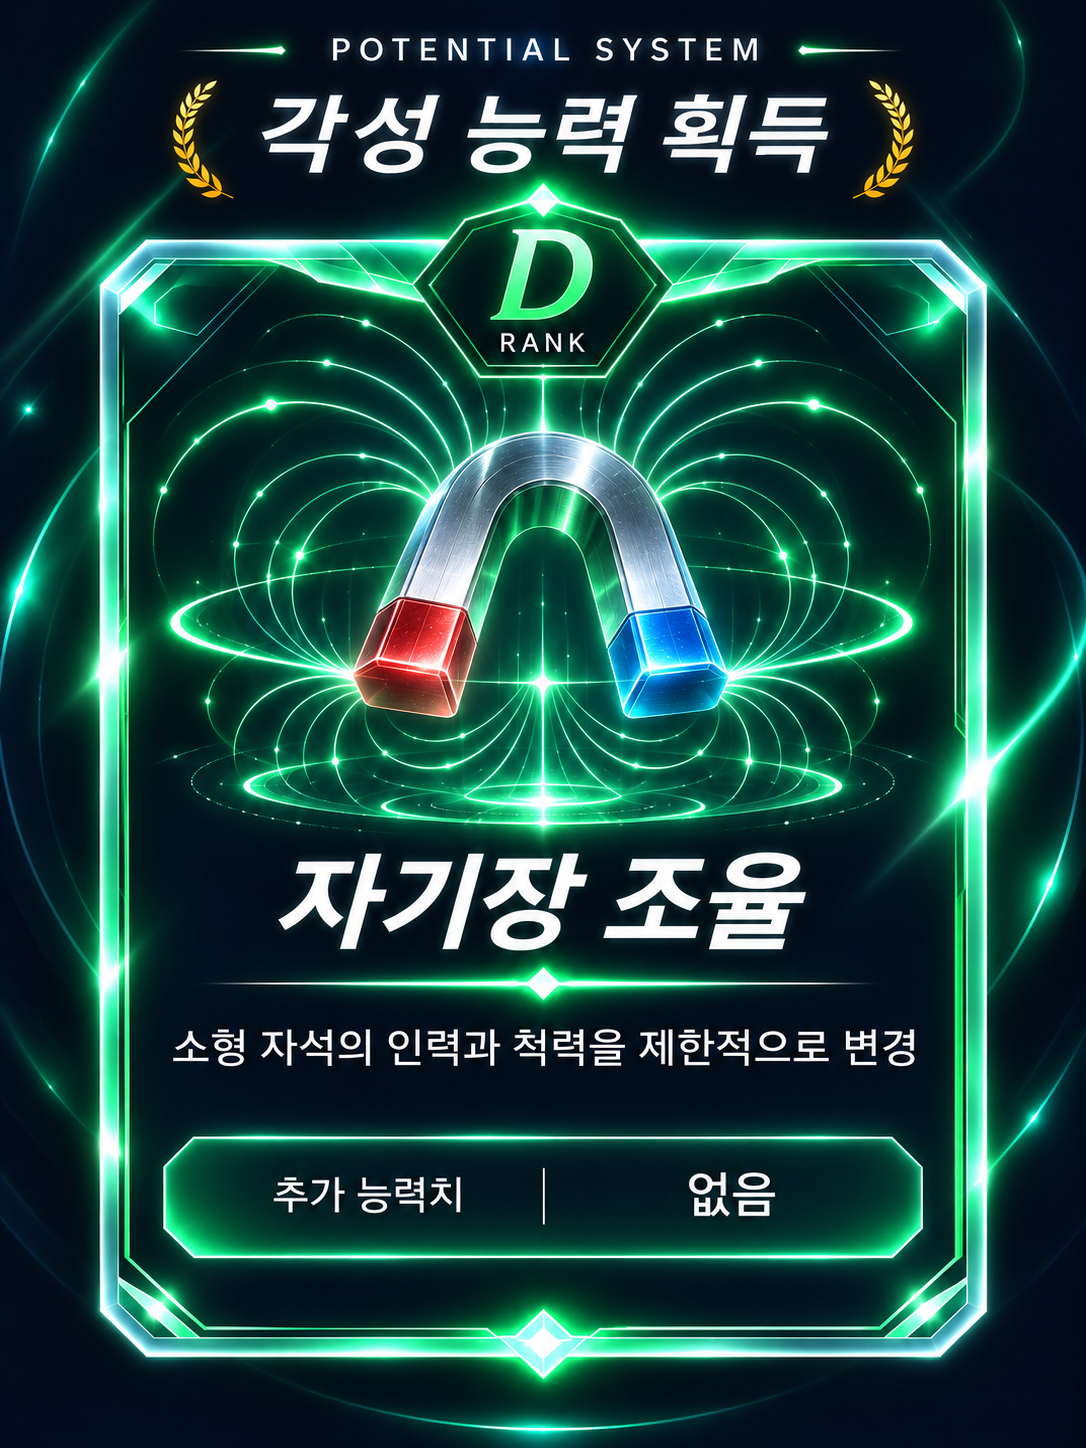 POTENTIAL SYSTEM
각성 능력 획득
D
RANK
자기장 조율
소형 자석의 인력과 척력을 제한적으로 변경
추가 능력치 없음